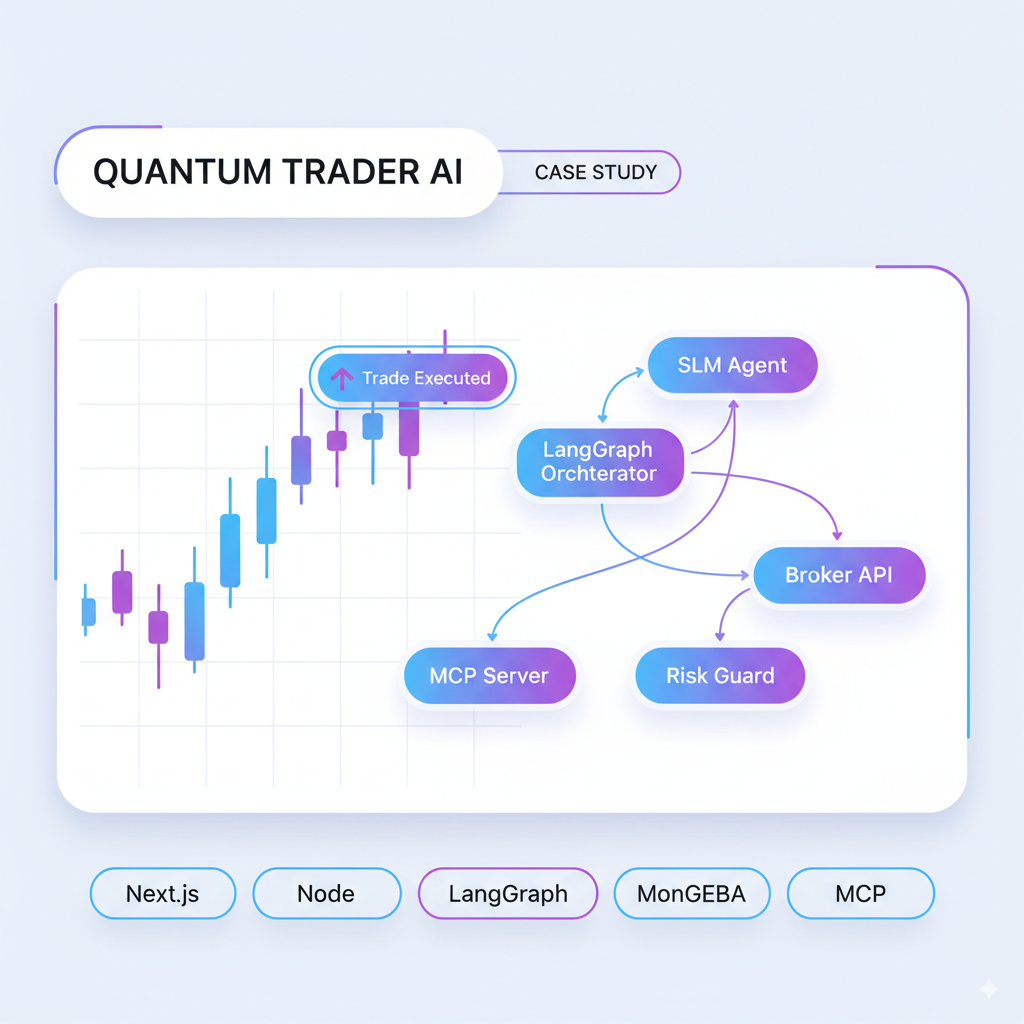 QUANTUM TRADER AI
CASE STUDY
Trade Executed
SLM Agent
LangGraph
Orchterator
Broker API
MCP Server
Risk Guard
Next.js
Node
LangGraph
MonGEBA
MCP